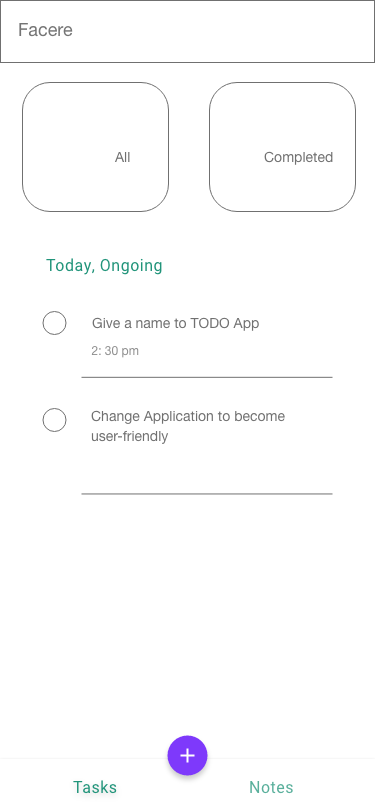 Facere
All
Completed
Today, Ongoing
Give a name to TODO App
2: 30 pm
Change Application to become
user-friendly
Tasks
Notes